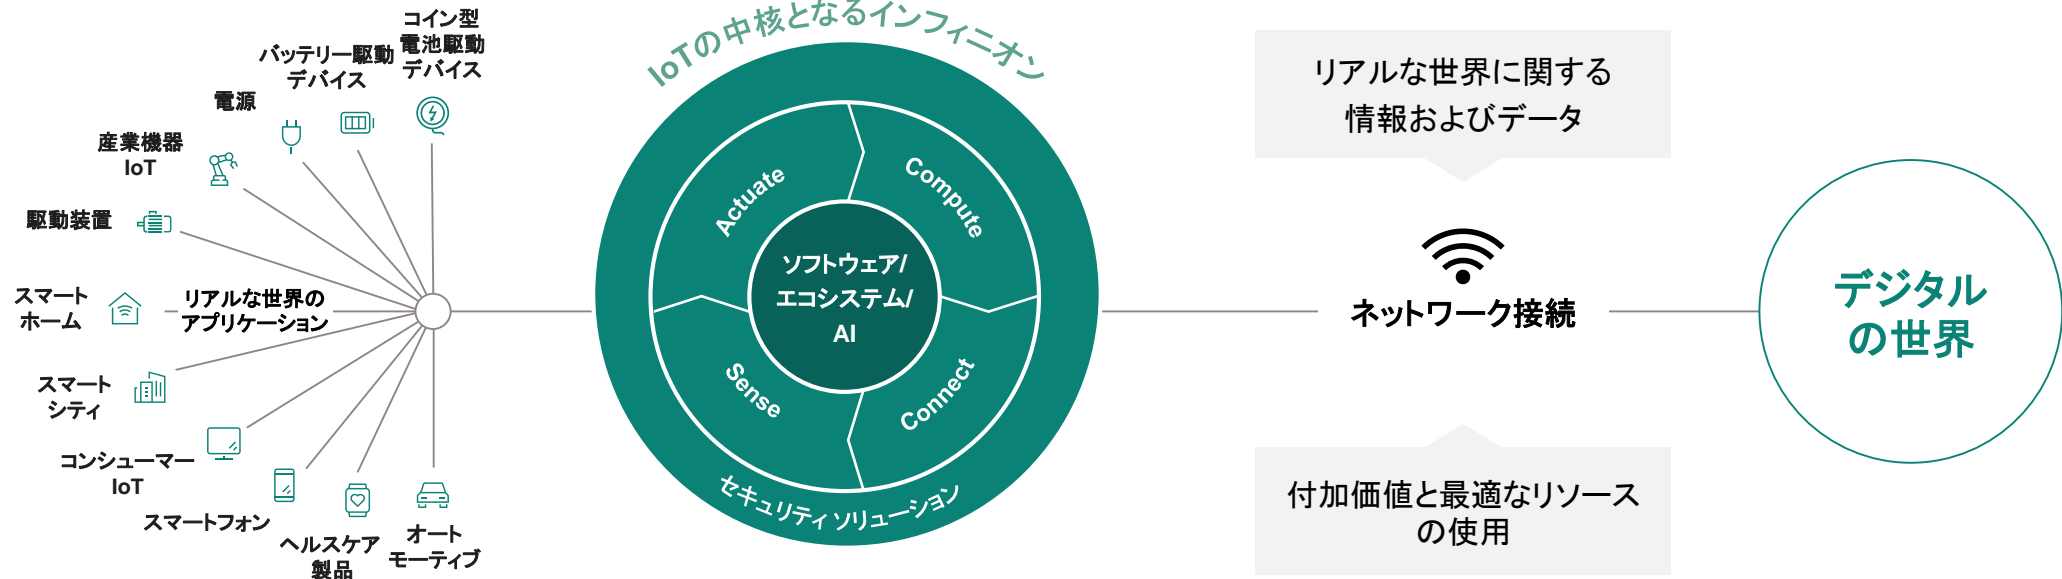 コイン型
電池駆動
デバイス
バッテリー駆動
デバイス
電源
産業機器
IoT
駆動装置
スマート
ホーム
リアルな世界の
アプリケーション
スマート
シティ
コンシューマー
IoT
スマートフォン
ヘルスケア
製品
オート
モーティブ
IoTの中核となるインフィニオン
Actuate
Compute
ソフトウェア/
エコシステム/
AI
Sense
Connect
セキュリティ ソリューション
リアルな世界に関する
情報およびデータ
ネットワーク接続
付加価値と最適なリソース
の使用
デジタル
の世界